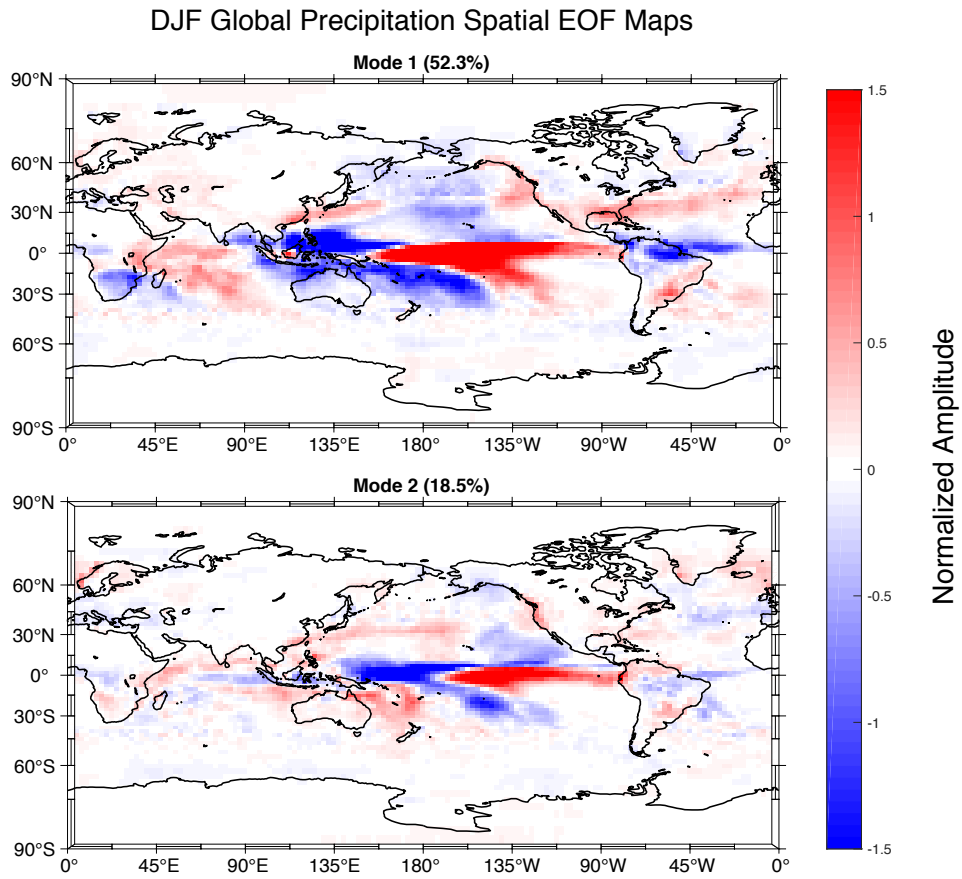 DJF Global Precipitation Spatial EOF Maps
Mode 1 (52.3%)
90°N
60°N
30°N
0°
30°S
60°S
90°S
0°
45°E
90°E
135°E
180°
135°W
90°W
45°W
0°
Mode 2 (18.5%)
90°N
60°N
30°N
0°
30°S
60°S
90°S
0°
45°E
90°E
135°E
180°
135°W
90°W
45°W
0°
1.5
1
0.5
0
-0.5
-1
-1.5
Normalized Amplitude